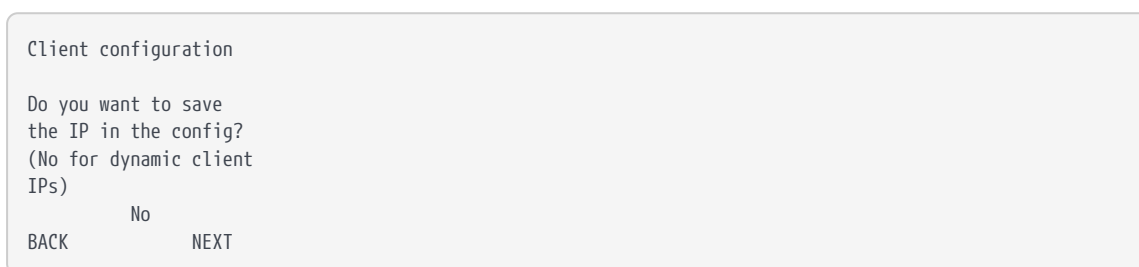 Client configuration
Do you want to save
the IP in the config?
(No for dynamic client
IPs)
No
BACK NEXT